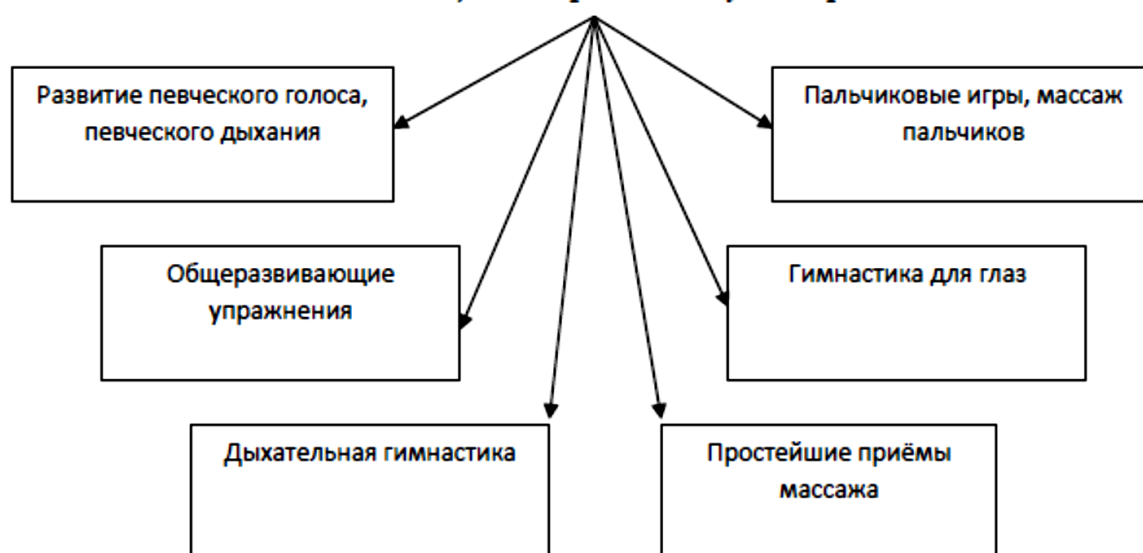 Развитие певческого голоса,
певческого дыхания
Пальчиковые игры, массаж
пальчиков
Общеразвивающие
упражнения
Гимнастика для глаз
Дыхательная гимнастика
Простейшие приёмы
массажа